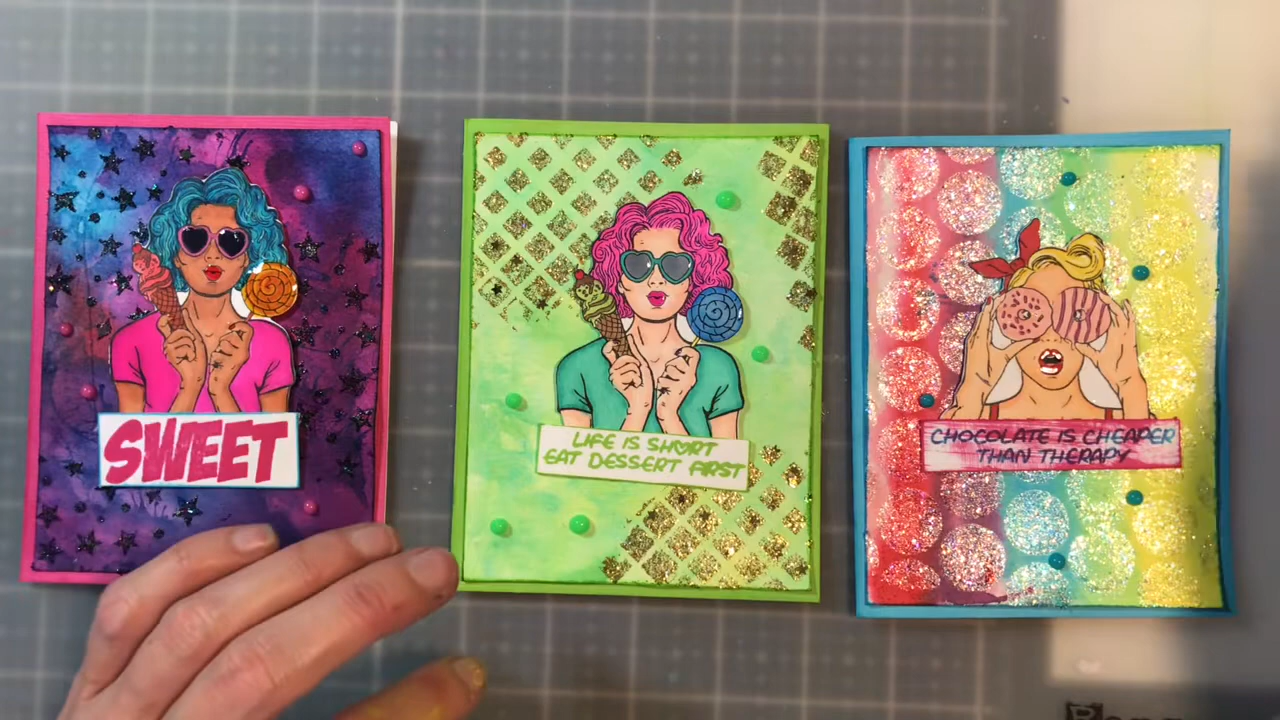 SWEET
LIFE IS SHORT
EAT DESSERT FIRST
CHOCOLATE IS CHEAPER
THAN THERAPY